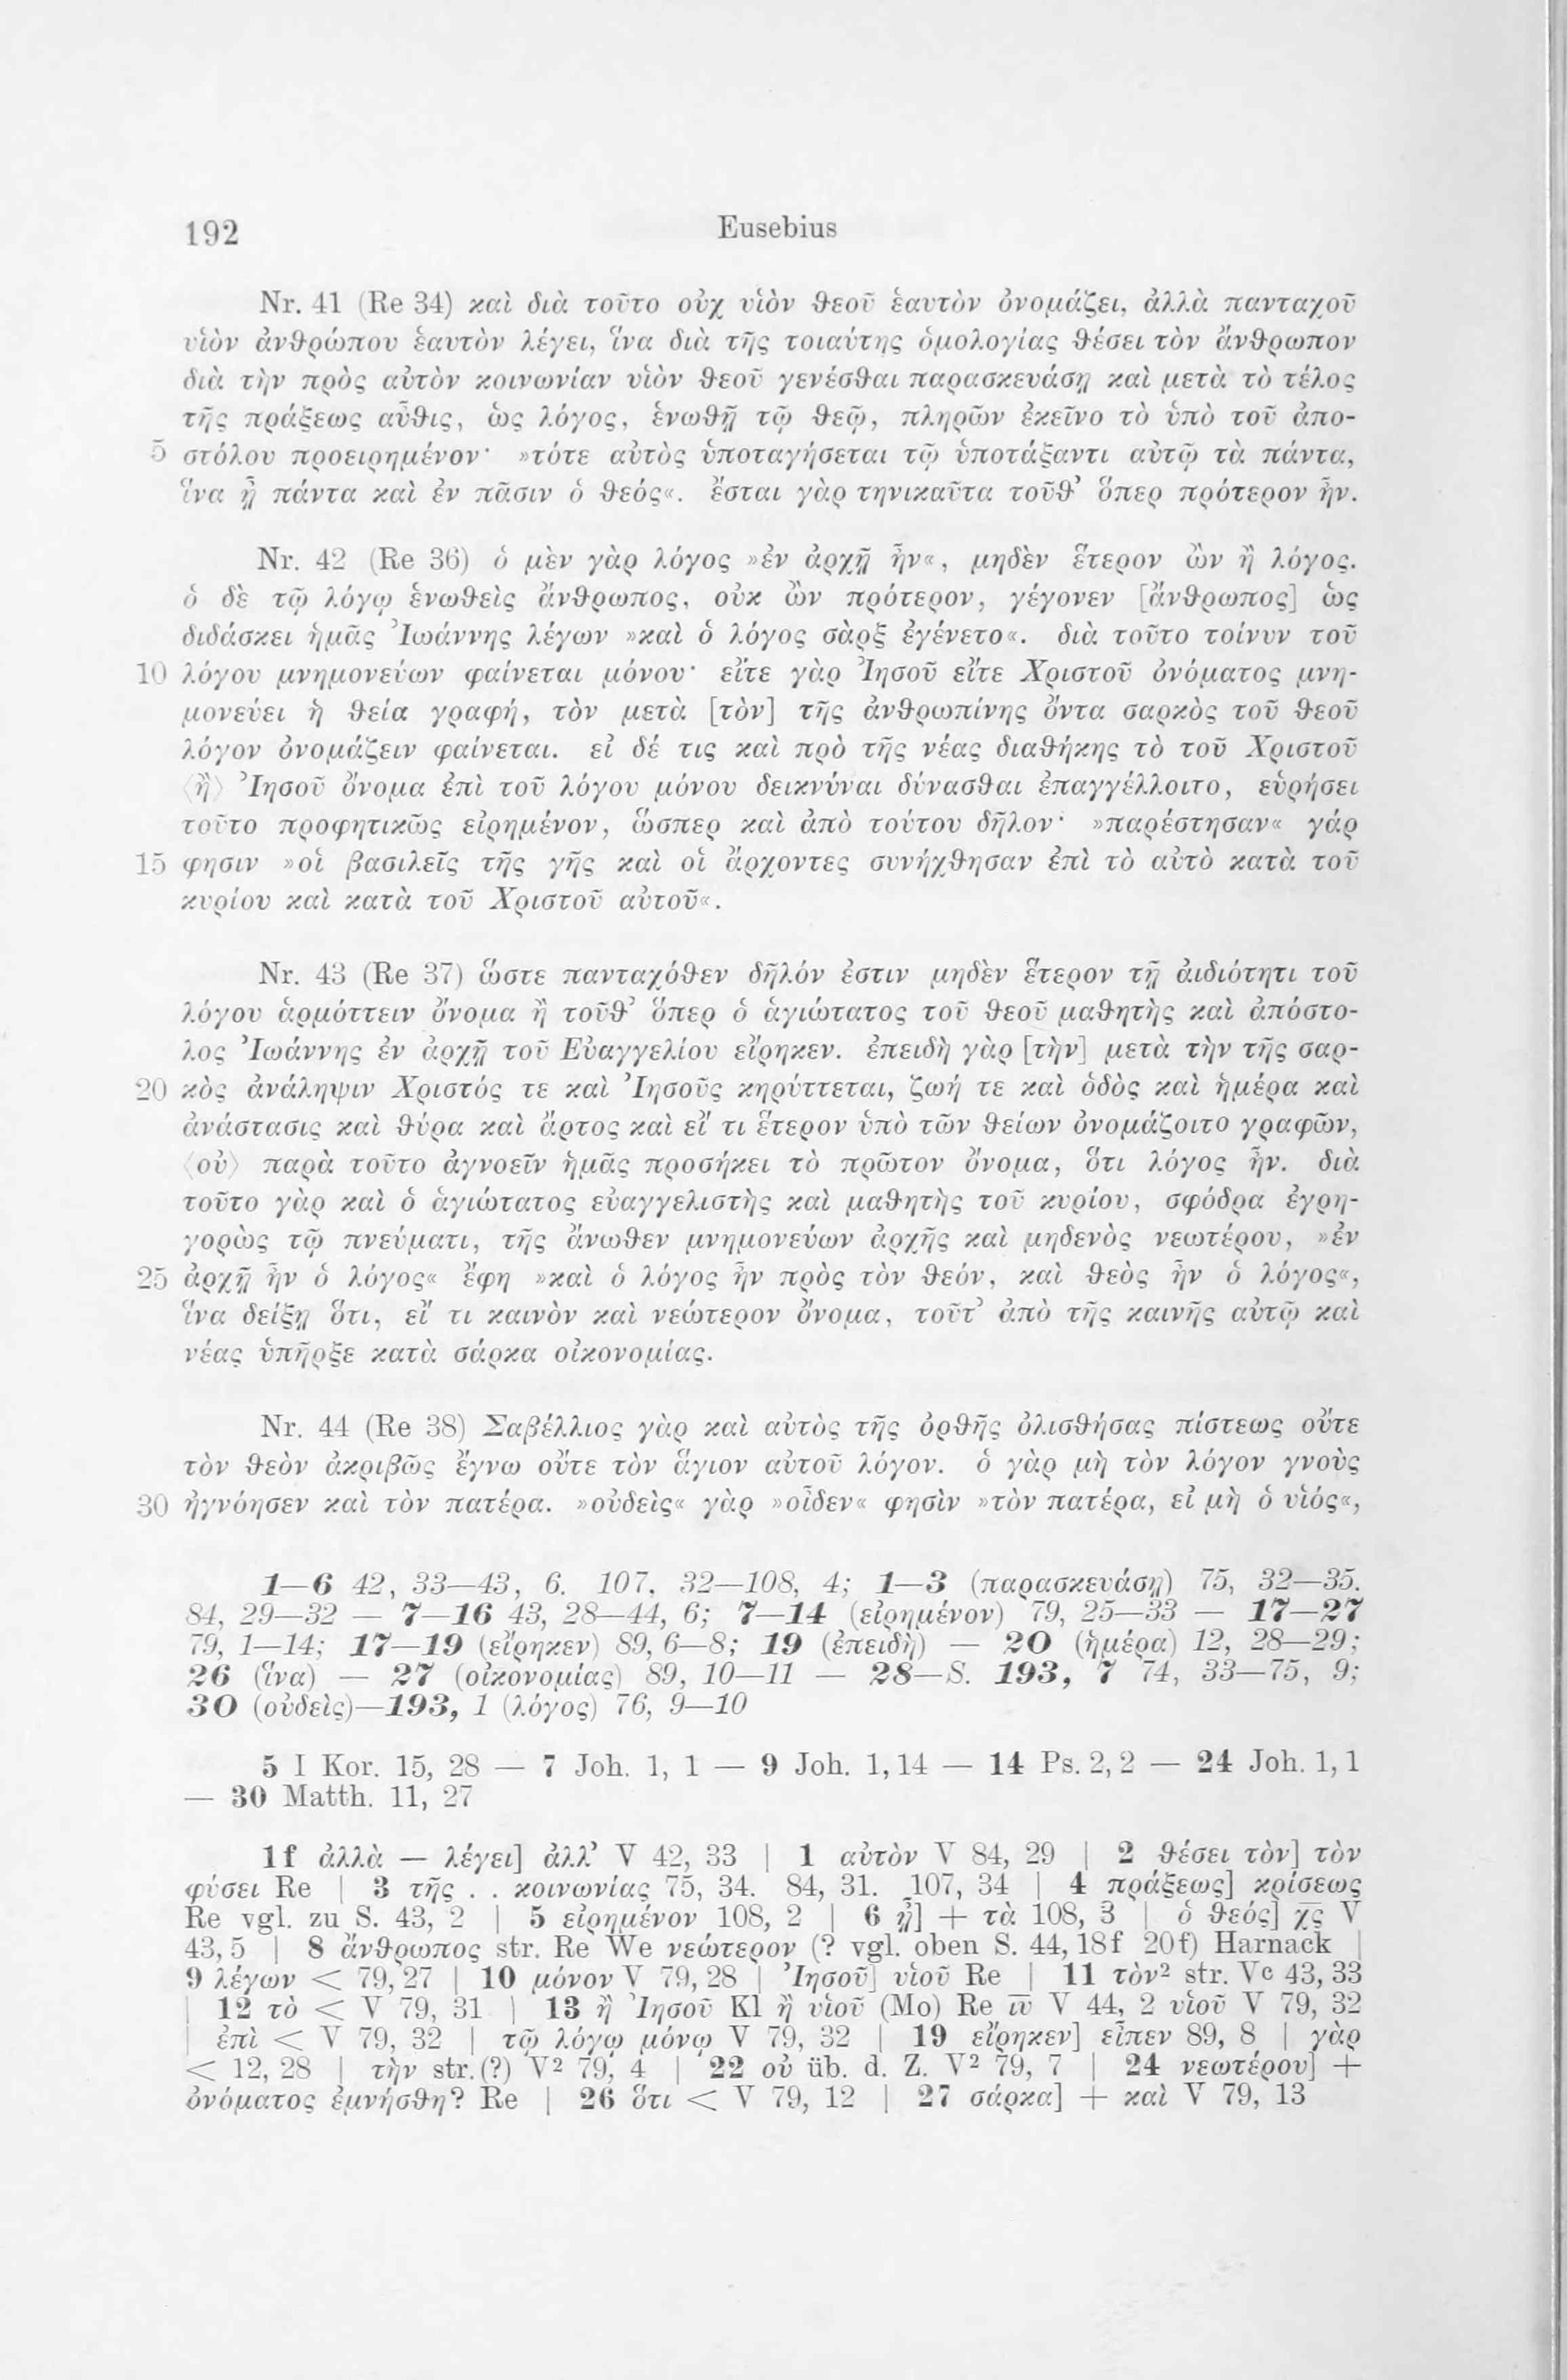 192 Eusebius
Nr. 41 (Re 34) καὶ διὰ τοῦτο οὐχ υἱὸν θεοῦ ἑαυτὸν ὀνομάζει, ἀλλὰ πανταχοῦ
υἱὸν ἀνθρώπου ἑαυτὸν λέγει, ἵνα διὰ τῆς τοιαύτης ὁμολογίας θέσει τὸν ἄνθρωπον
διὰ τὴν πρὸς αὐτὸν κοινωνίαν υἱὸν θεοῦ γενέσθαι παρασκευάσῃ καὶ μετὰ τὸ τέλος
τῆς πράξεως αὖθις, ὡς λόγος, ἑνωθῇ τῷ θεῷ, πληρῶν ἐκεῖνο τὸ ὑπὸ τοῦ ἀπο-
5 στόλου προειρημένον· »τότε αὐτὸς ὑποταγήσεται τῷ ὑποτάξαντι αὐτῷ τὰ πάντα,
ἵνα ᾖ πάντα καὶ ἐν πᾶσιν ὁ θεός«. ἔσται γὰρ τηνικαῦτα τοῦθ’ ὅπερ πρότερον ἦν.
Nr. 42 (Re 36) ὁ μὲν γὰρ λόγος »ἐν ἀρχῇ ἦν«, μηδὲν ἕτερον ὢν ἢ λόγος.
ὁ δὲ τῷ λόγῳ ἑνωθεὶς ἄνθρωπος, οὐκ ὢν πρότερον, γέγονεν [ἄνθρωπος] ὡς
διδάσκει ἡμᾶς Ἰωάννης λέγων »καὶ ὁ λόγος σὰρξ ἐγένετο«. διὰ τοῦτο τοίνυν τοῦ
10 λόγου μνημονεύων φαίνεται μόνου· εἴτε γὰρ Ἰησοῦ εἴτε Χριστοῦ ὀνόματος μνη-
μονεύει ἡ θεία γραφή, τὸν μετὰ [τὸν] τῆς ἀνθρωπίνης ὄντα σαρκὸς τοῦ θεοῦ
λόγον ὀνομάζειν φαίνεται. εἰ δέ τις καὶ πρὸ τῆς νέας διαθήκης τὸ τοῦ Χριστοῦ
⟨ἢ⟩ Ἰησοῦ ὄνομα ἐπὶ τοῦ λόγου μόνου δεικνύναι δύνασθαι ἐπαγγέλλοιτο, εὑρήσει
τοῦτο προφητικῶς εἰρημένον, ὥσπερ καὶ ἀπὸ τούτου δῆλον· »παρέστησαν« γάρ
15 φησιν »οἱ βασιλεῖς τῆς γῆς καὶ οἱ ἄρχοντες συνήχθησαν ἐπὶ τὸ αὐτὸ κατὰ τοῦ
κυρίου καὶ κατὰ τοῦ Χριστοῦ αὐτοῦ«.
Nr. 43 (Re 37) ὥστε πανταχόθεν δῆλόν ἐστιν μηδὲν ἕτερον τῇ ἀιδιότητι τοῦ
λόγου ἁρμόττειν ὄνομα ἢ τοῦθ’ ὅπερ ὁ ἁγιώτατος τοῦ θεοῦ μαθητὴς καὶ ἀπόστο-
λος Ἰωάννης ἐν ἀρχῇ τοῦ Εὐαγγελίου εἴρηκεν. ἐπειδὴ γὰρ [τὴν] μετὰ τὴν τῆς σαρ-
20 κὸς ἀνάληψιν Χριστός τε καὶ Ἰησοῦς κηρύττεται, ζωή τε καὶ ὁδὸς καὶ ἡμέρα καὶ
ἀνάστασις καὶ θύρα καὶ ἄρτος καὶ εἴ τι ἕτερον ὑπὸ τῶν θείων ὀνομάζοιτο γραφῶν,
⟨οὐ⟩ παρὰ τοῦτο ἀγνοεῖν ἡμᾶς προσήκει τὸ πρῶτον ὄνομα, ὅτι λόγος ἦν. διὰ
τοῦτο γὰρ καὶ ὁ ἁγιώτατος εὐαγγελιστὴς καὶ μαθητὴς τοῦ κυρίου, σφόδρα ἐγρη-
γορὼς τῷ πνεύματι, τῆς ἄνωθεν μνημονεύων ἀρχῆς καὶ μηδενὸς νεωτέρου, »ἐν
25 ἀρχῇ ἦν ὁ λόγος« ἔφη »καὶ ὁ λόγος ἦν πρὸς τὸν θεόν, καὶ θεὸς ἦν ὁ λόγος«,
ἵνα δείξῃ ὅτι, εἴ τι καινὸν καὶ νεώτερον ὄνομα, τοῦτ’ ἀπὸ τῆς καινῆς αὐτῷ καὶ
νέας ὑπῆρξε κατὰ σάρκα οἰκονομίας.
Nr. 44 (Re 38) Σαβέλλιος γὰρ καὶ αὐτὸς τῆς ὀρθῆς ὀλισθήσας πίστεως οὔτε
τὸν θεὸν ἀκριβῶς ἔγνω οὔτε τὸν ἅγιον αὐτοῦ λόγον. ὁ γὰρ μὴ τὸν λόγον γνοὺς
30 ἠγνόησεν καὶ τὸν πατέρα. »οὐδεὶς« γὰρ »οἶδεν« φησὶν »τὸν πατέρα, εἰ μὴ ὁ υἱός«,
1—6 42, 33—43, 6. 107, 32—108, 4; 1—3 (παρασκευάσῃ) 75, 32—35.
84, 29—32 — 7—16 43, 28—44, 6; 7—14 (εἰρημένον) 79, 25—33 — 17—27
79, 1—14; 17—19 (εἴρηκεν) 89, 6—8; 19 (ἐπειδὴ) — 20 (ἡμέρα) 12, 28—29;
26 (ἵνα) — 27 (οἰκονομίας) 89, 10—11 — 28—S. 193, 7 74, 33—75, 9;
30 (οὐδεὶς)—193, 1 (λόγος) 76, 9—10
5 I Kor. 15, 28 — 7 Joh. 1, 1 — 9 Joh. 1, 14 — 14 Ps. 2, 2 — 24 Joh. 1, 1
— 30 Matth. 11, 27
1f ἀλλὰ — λέγει] ἀλλ’ V 42, 33 | 1 αὐτὸν V 84, 29 | 2 θέσει τὸν] τὸν
φύσει Re | 3 τῆς . . κοινωνίας 75, 34. 84, 31. 107, 34 | 4 πράξεως] κρίσεως
Re vgl. zu S. 43, 2 | 5 εἰρημένον 108, 2 | 6 ᾖ] + τὰ 108, 3 | ὁ θεός] χς V
43, 5 | 8 ἄνθρωπος str. Re We νεώτερον (? vgl. oben S. 44, 18f 20f) Harnack |
9 λέγων < 79, 27 | 10 μόνον V 79, 28 | Ἰησοῦ] υἱοῦ Re | 11 τὸν² str. Vᶜ 43, 33
| 12 τὸ < V 79, 31 | 13 ἢ Ἰησοῦ Kl ἢ υἱοῦ (Mo) Re ι̅υ̅ V 44, 2 υἱοῦ V 79, 32
| ἐπὶ < V 79, 32 | τῷ λόγῳ μόνῳ V 79, 32 | 19 εἴρηκεν] εἶπεν 89, 8 | γὰρ
< 12, 28 | τὴν str. (?) V² 79, 4 | 22 οὐ üb. d. Z. V² 79, 7 | 24 νεωτέρου] +
ὀνόματος ἐμνήσθη? Re | 26 ὅτι < V 79, 12 | 27 σάρκα] + καὶ V 79, 13